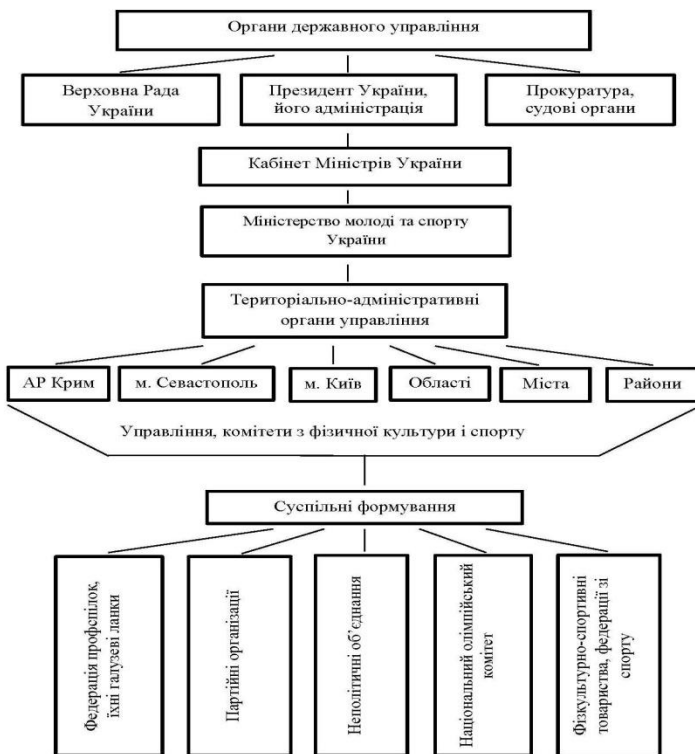 Органи державного управління
Верховна Рада
України
Президент України,
його адміністрація
Прокуратура,
судові органи
Кабінет Міністрів України
Міністерство молоді та спорту
України
Територіально-адміністративні
органи управління
АР Крим
м. Севастополь
м. Київ
Області
Міста
Райони
Управління, комітети з фізичної культури і спорту
Суспільні формування
Федерація профспілок,
їхні галузеві ланки
Партійні організації
Неполітичні об’єднання
Національний олімпійський
комітет
Фізкультурно-спортивні
товариства, федерації зі
спорту